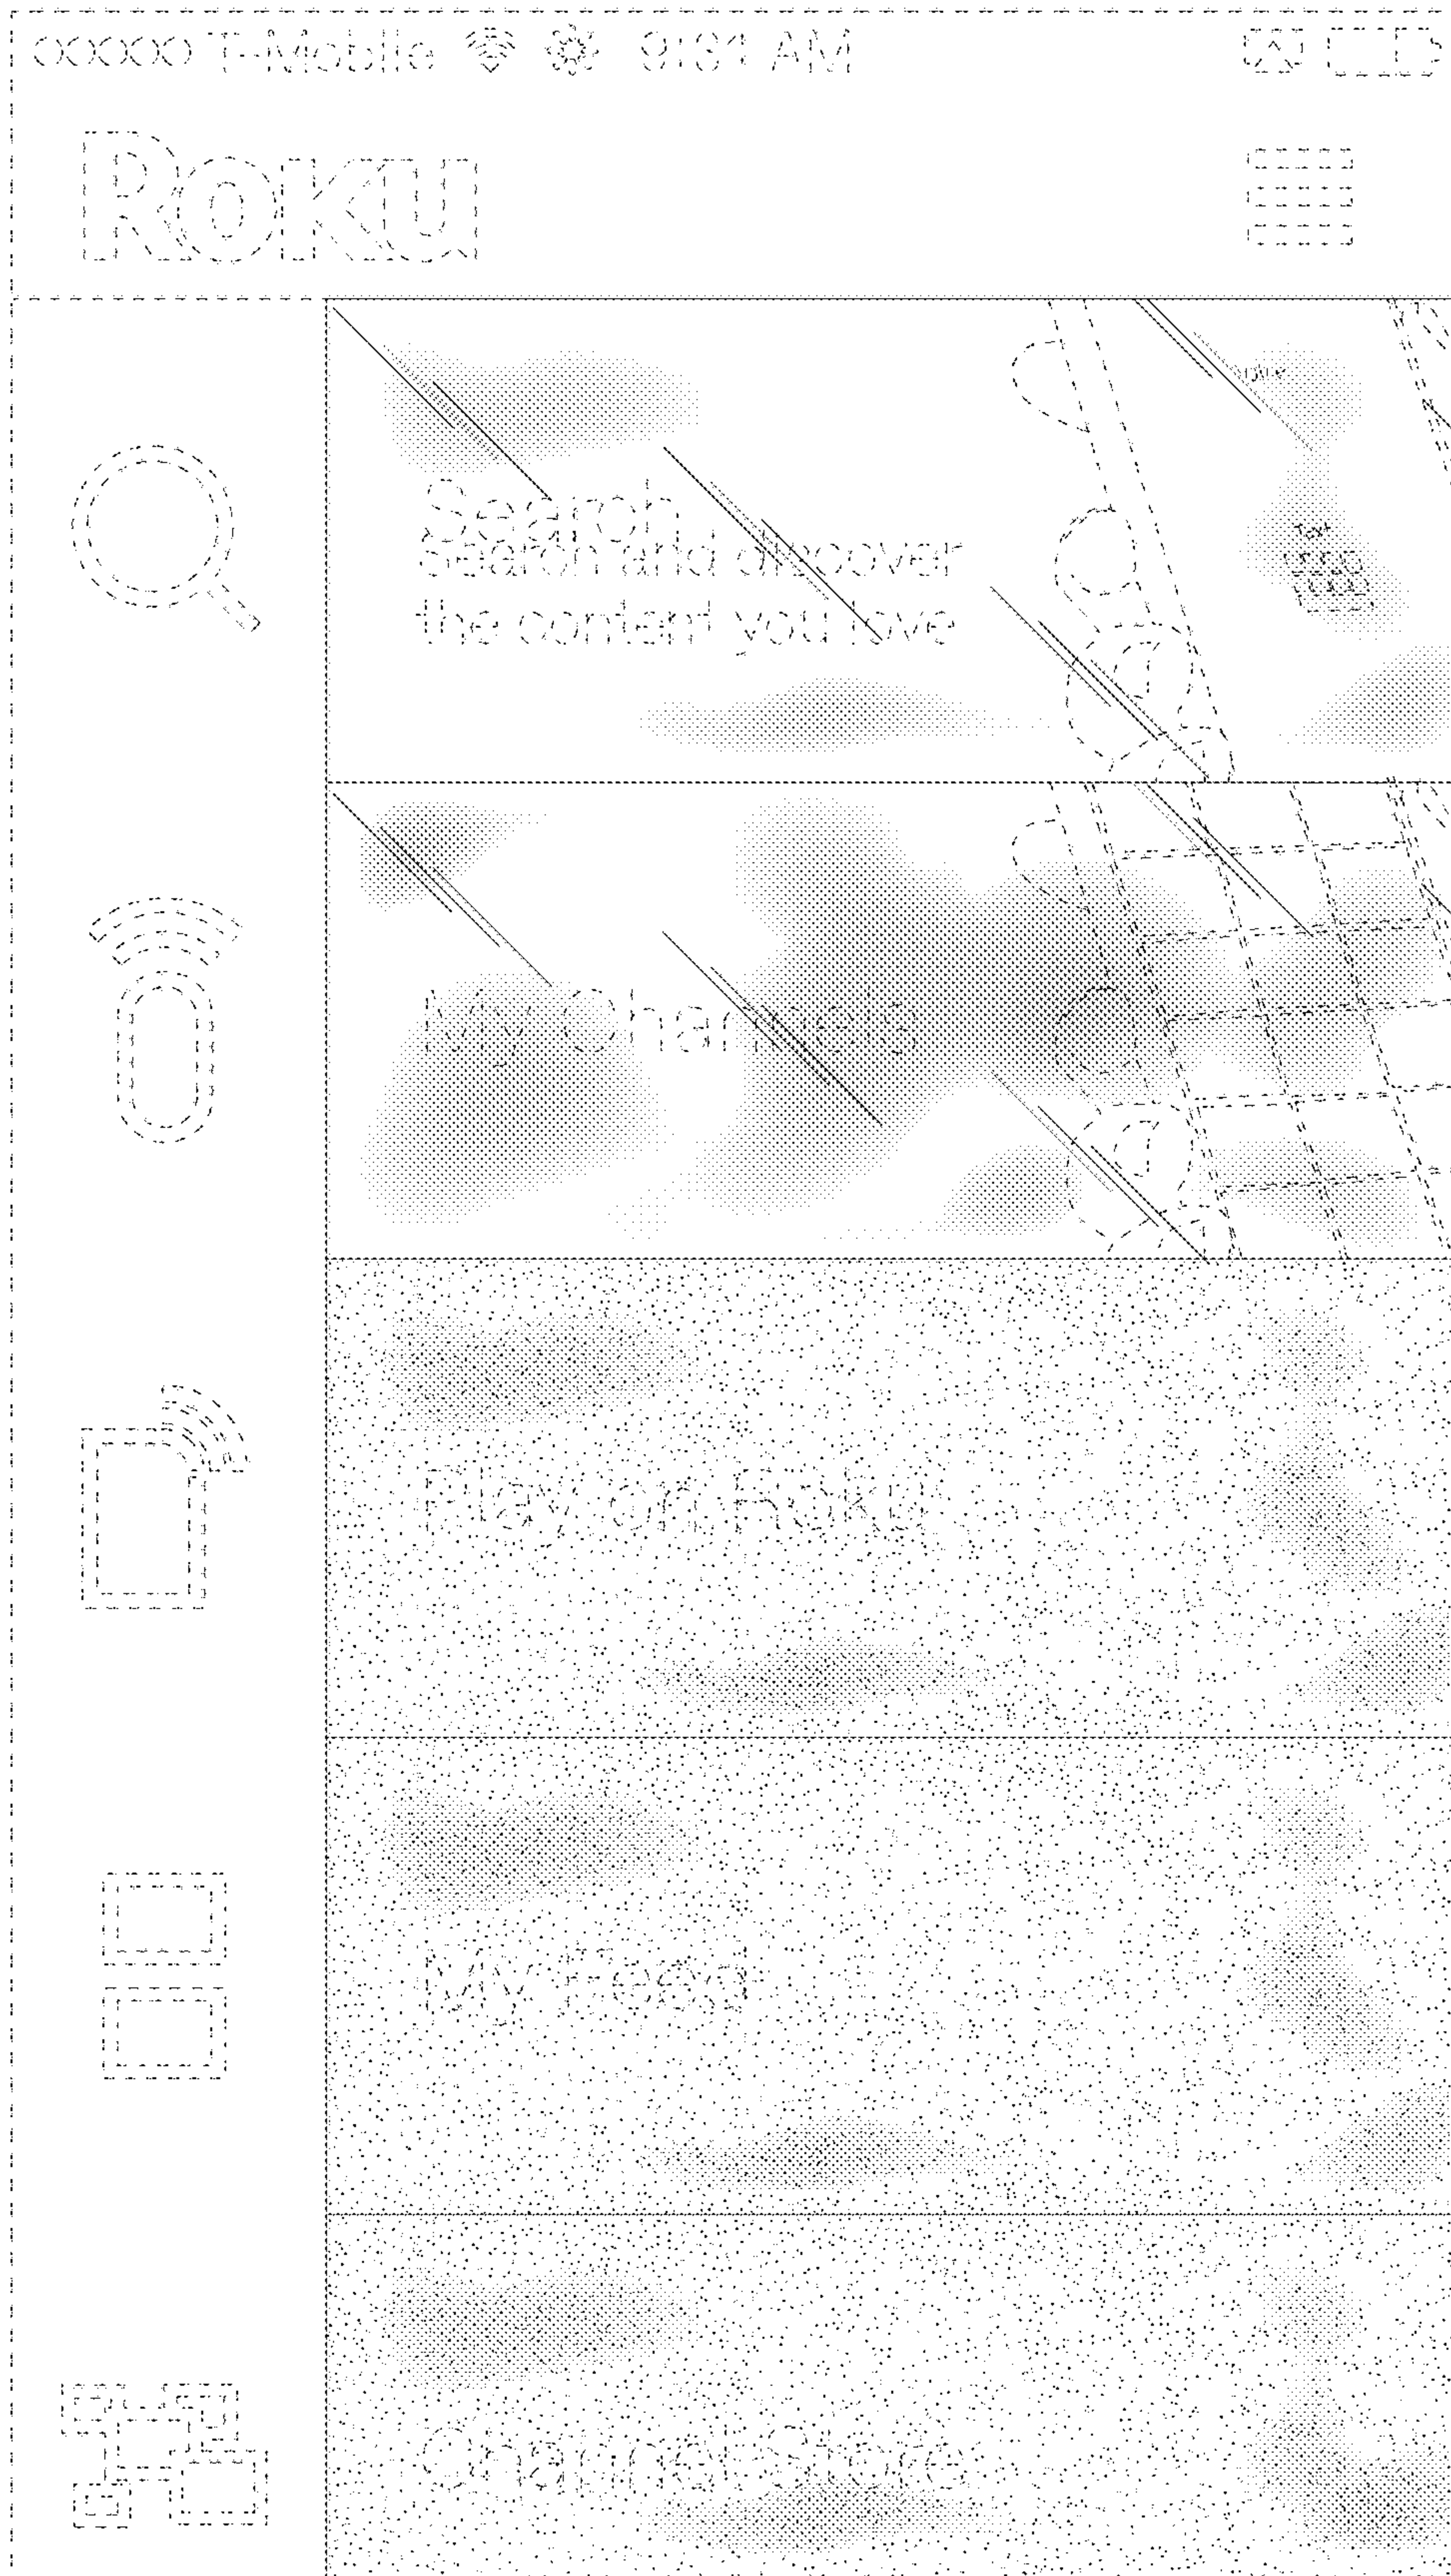 T-Mobile 9:31 AM
ROKU
Search
Search and discover
the content you love
My Channels
Play on Roku
My Feed
Channel Store